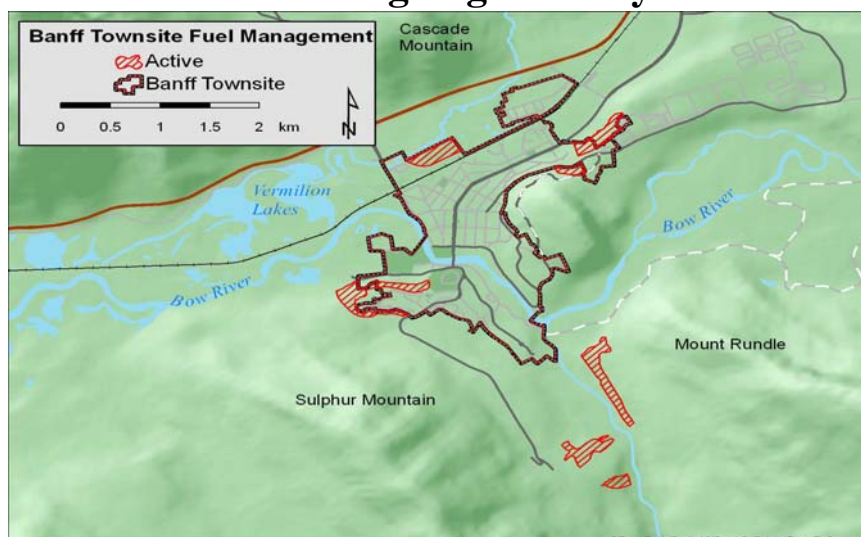 Banff Townsite Fuel Management
Active
Banff Townsite
0 0.5 1 1.5 2 km
N
Cascade
Mountain
Vermilion
Lakes
Bow River
Bow River
Mount Rundle
Sulphur Mountain